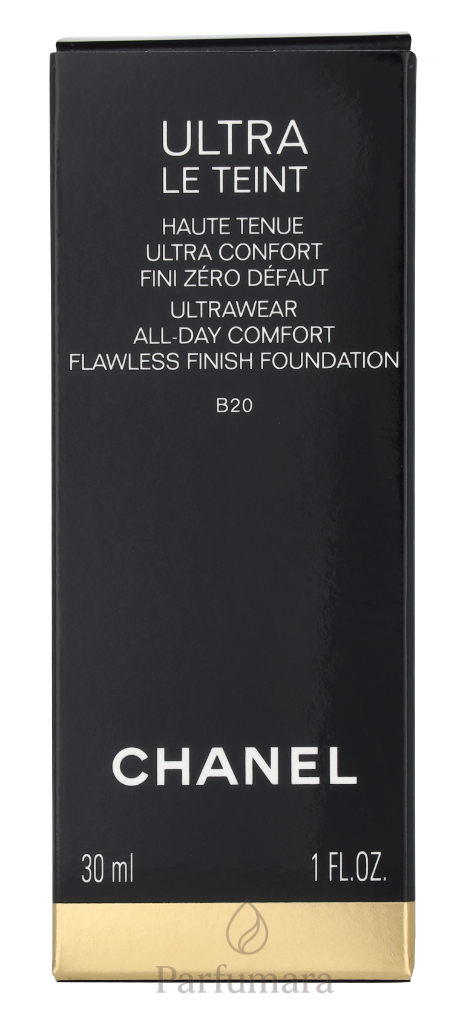 ULTRA
LE TEINT
HAUTE TENUE
ULTRA CONFORT
FINI ZÉRO DÉFAUT
ULTRAWEAR
ALL-DAY COMFORT
FLAWLESS FINISH FOUNDATION
B20
CHANEL
30 ml 1 FL.OZ.
Parfumara